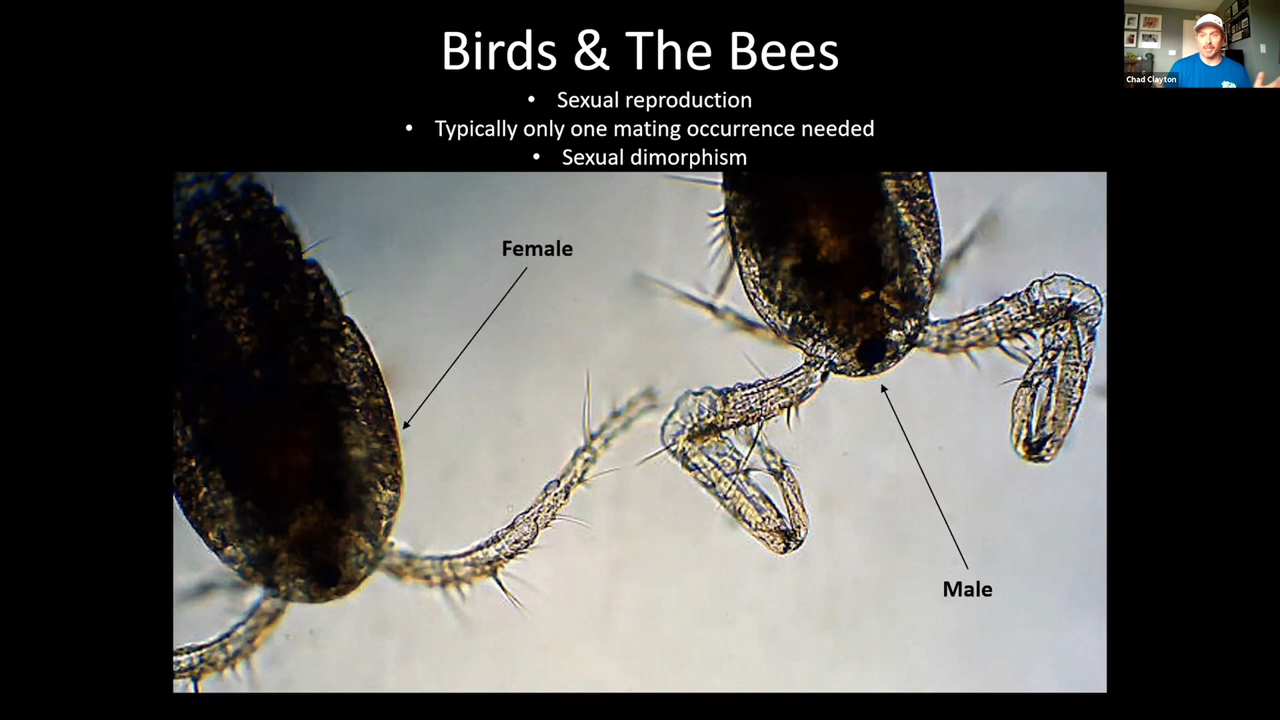 Birds & The Bees
• Sexual reproduction
• Typically only one mating occurrence needed
• Sexual dimorphism
Chad Clayton
Female
Male